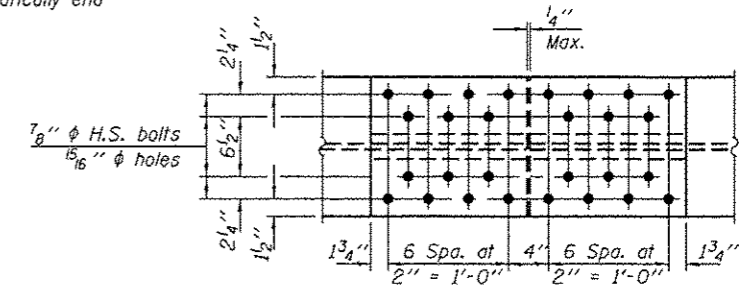 1/4"
Max.
2 1/4"
1 1/2"
7/8" ϕ H.S. bolts
15/16" ϕ holes
6 1/2"
2 1/4"
1 1/2"
1 3/4"
6 Spa. at
2" = 1'-0"
4"
6 Spa. at
2" = 1'-0"
1 3/4"